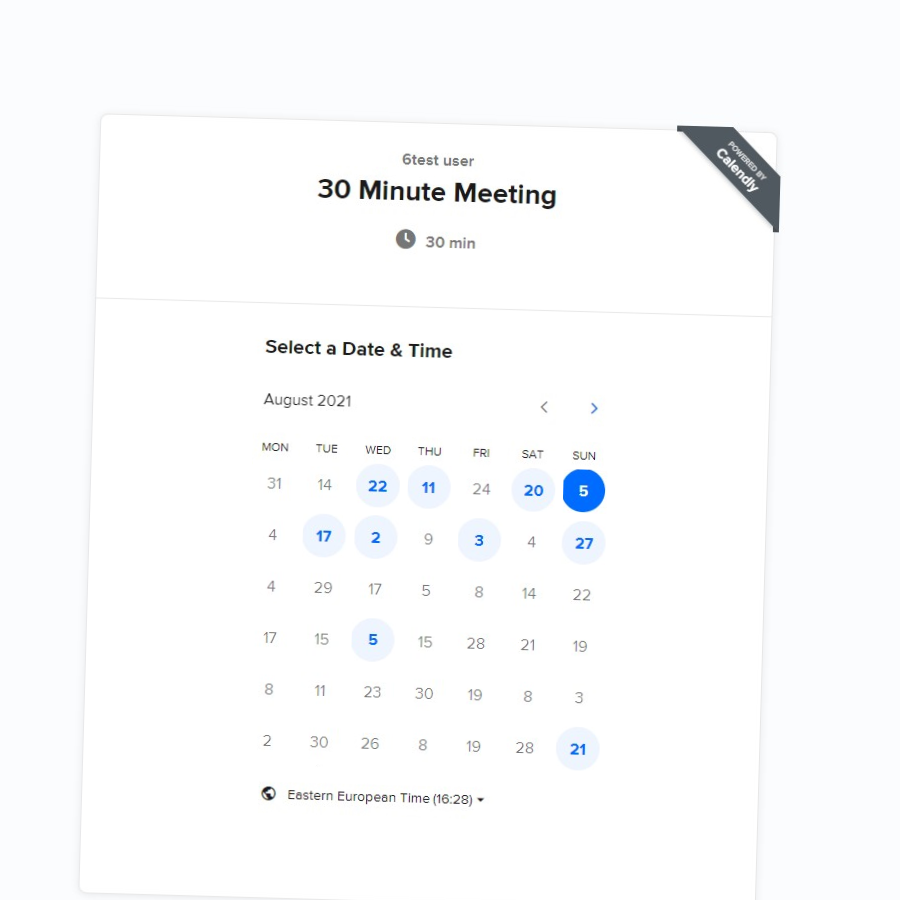 6test user
30 Minute Meeting
30 min
POWERED BY
Calendly
Select a Date & Time
August 2021
MON TUE WED THU FRI SAT SUN
31 14 22 11 24 20 5
4 17 2 9 3 4 27
4 29 17 5 8 14 22
17 15 5 15 28 21 19
8 11 23 30 19 8 3
2 30 26 8 19 28 21
Eastern European Time (16:28)